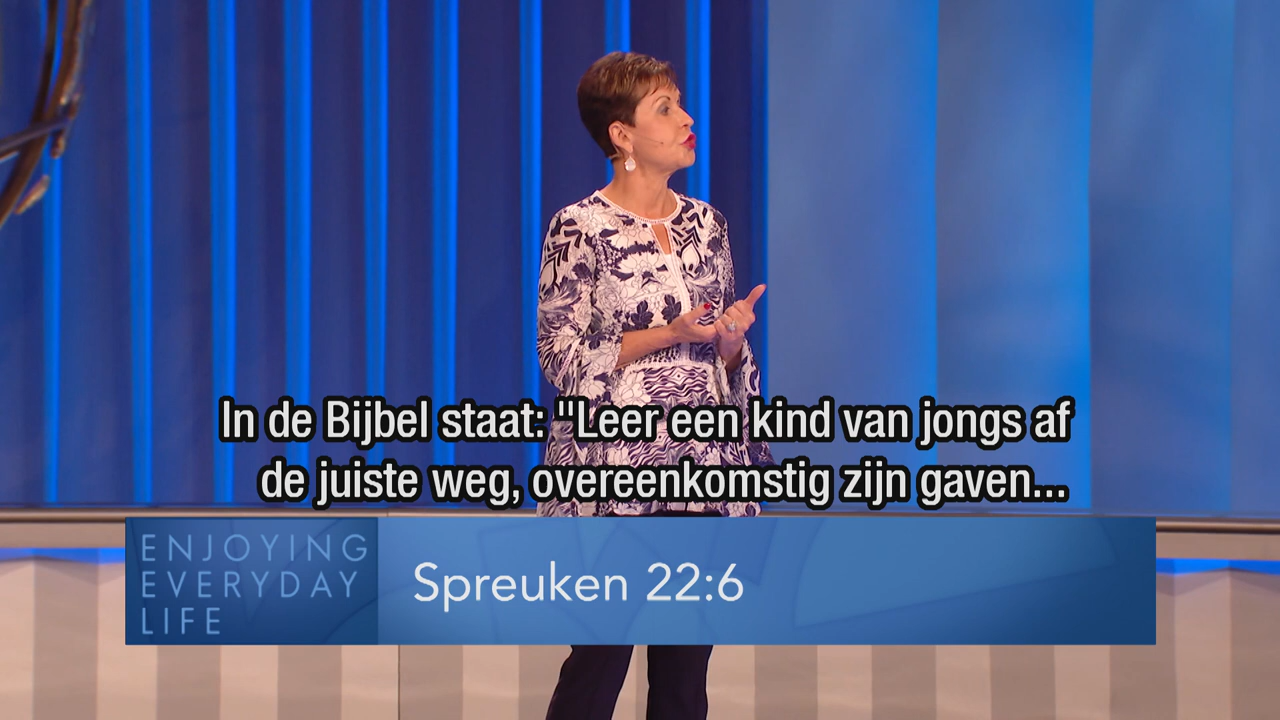 In de Bijbel staat: "Leer een kind van jongs af
de juiste weg, overeenkomstig zijn gaven...
ENJOYING
EVERYDAY
LIFE
Spreuken 22:6